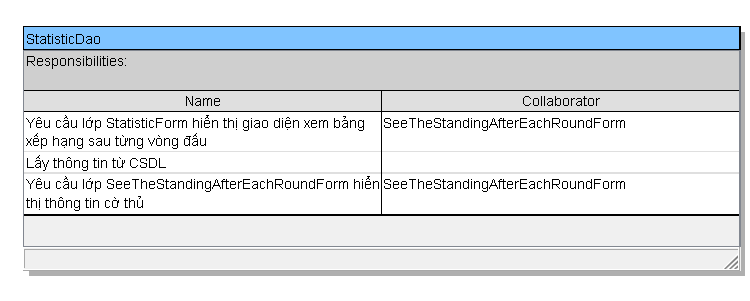 StatisticDao
Responsibilities:
Name Collaborator
Yêu cầu lớp StatisticForm hiển thị giao diện xem bảng SeeTheStandingAfterEachRoundForm
xếp hạng sau từng vòng đấu
Lấy thông tin từ CSDL
Yêu cầu lớp SeeTheStandingAfterEachRoundForm hiển SeeTheStandingAfterEachRoundForm
thị thông tin cờ thủ